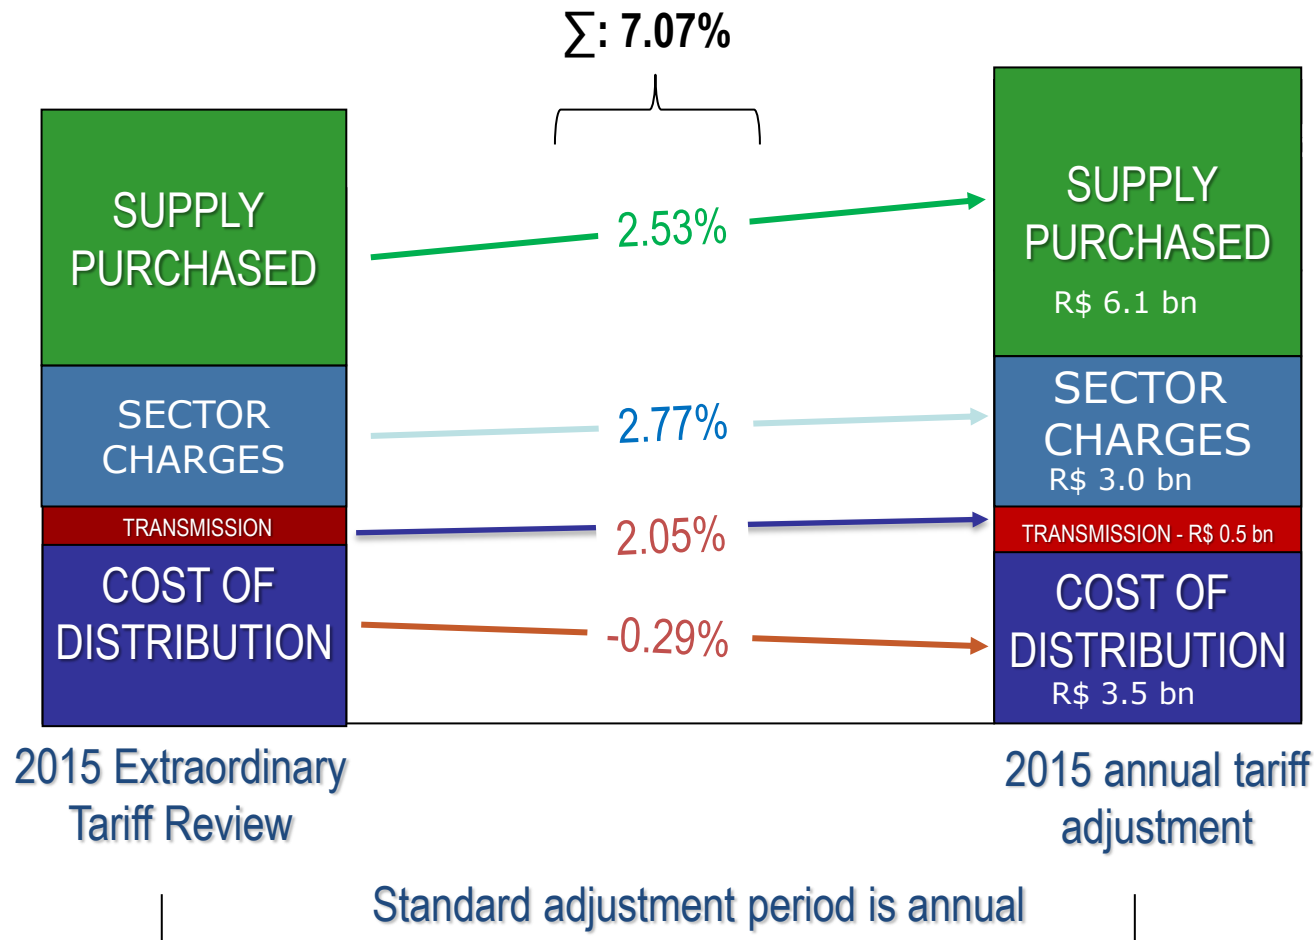 ∑: 7.07%
SUPPLY
PURCHASED
SECTOR
CHARGES
TRANSMISSION
COST OF
DISTRIBUTION
2015 Extraordinary
Tariff Review
2.53%
2.77%
2.05%
-0.29%
SUPPLY
PURCHASED
R$ 6.1 bn
SECTOR
CHARGES
R$ 3.0 bn
TRANSMISSION - R$ 0.5 bn
COST OF
DISTRIBUTION
R$ 3.5 bn
2015 annual tariff
adjustment
Standard adjustment period is annual